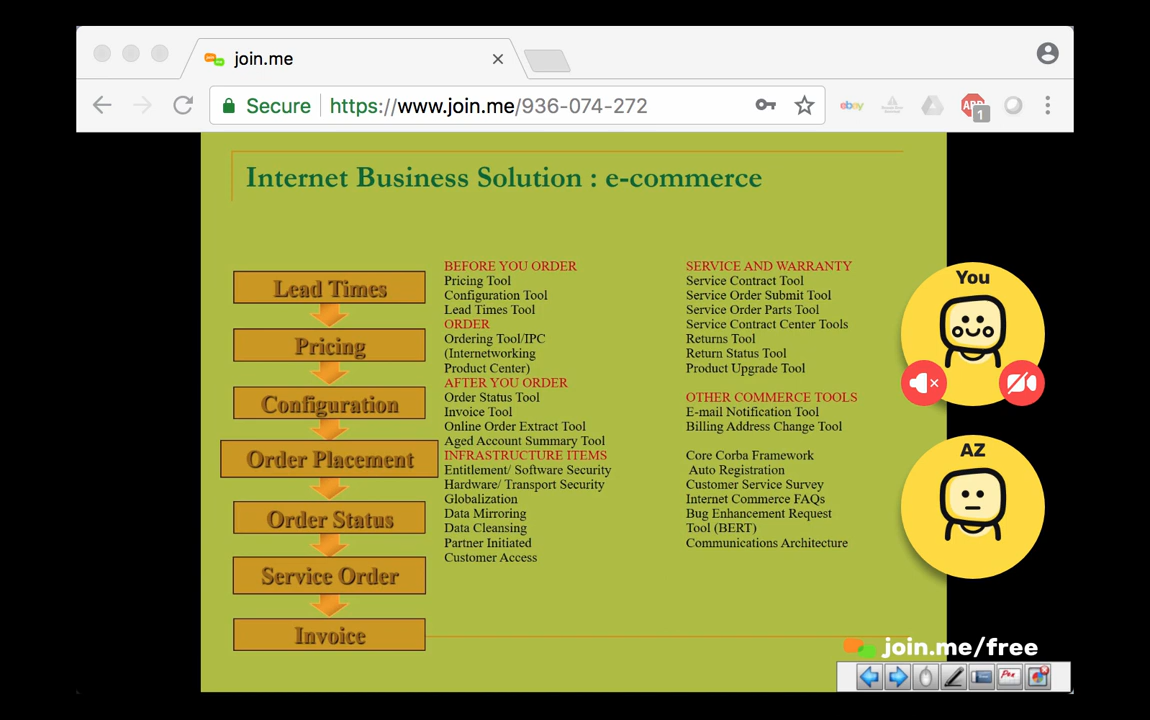 join.me
Secure
https://www.join.me/936-074-272
ebay
ABP
1
Internet Business Solution : e-commerce
Lead Times
Pricing
Configuration
Order Placement
Order Status
Service Order
Invoice
BEFORE YOU ORDER
Pricing Tool
Configuration Tool
Lead Times Tool
ORDER
Ordering Tool/IPC
(Internetworking
Product Center)
AFTER YOU ORDER
Order Status Tool
Invoice Tool
Online Order Extract Tool
Aged Account Summary Tool
INFRASTRUCTURE ITEMS
Entitlement/ Software Security
Hardware/ Transport Security
Globalization
Data Mirroring
Data Cleansing
Partner Initiated
Customer Access
SERVICE AND WARRANTY
Service Contract Tool
Service Order Submit Tool
Service Order Parts Tool
Service Contract Center Tools
Returns Tool
Return Status Tool
Product Upgrade Tool
OTHER COMMERCE TOOLS
E-mail Notification Tool
Billing Address Change Tool
Core Corba Framework
Auto Registration
Customer Service Survey
Internet Commerce FAQs
Bug Enhancement Request
Tool (BERT)
Communications Architecture
You
AZ
join.me/free